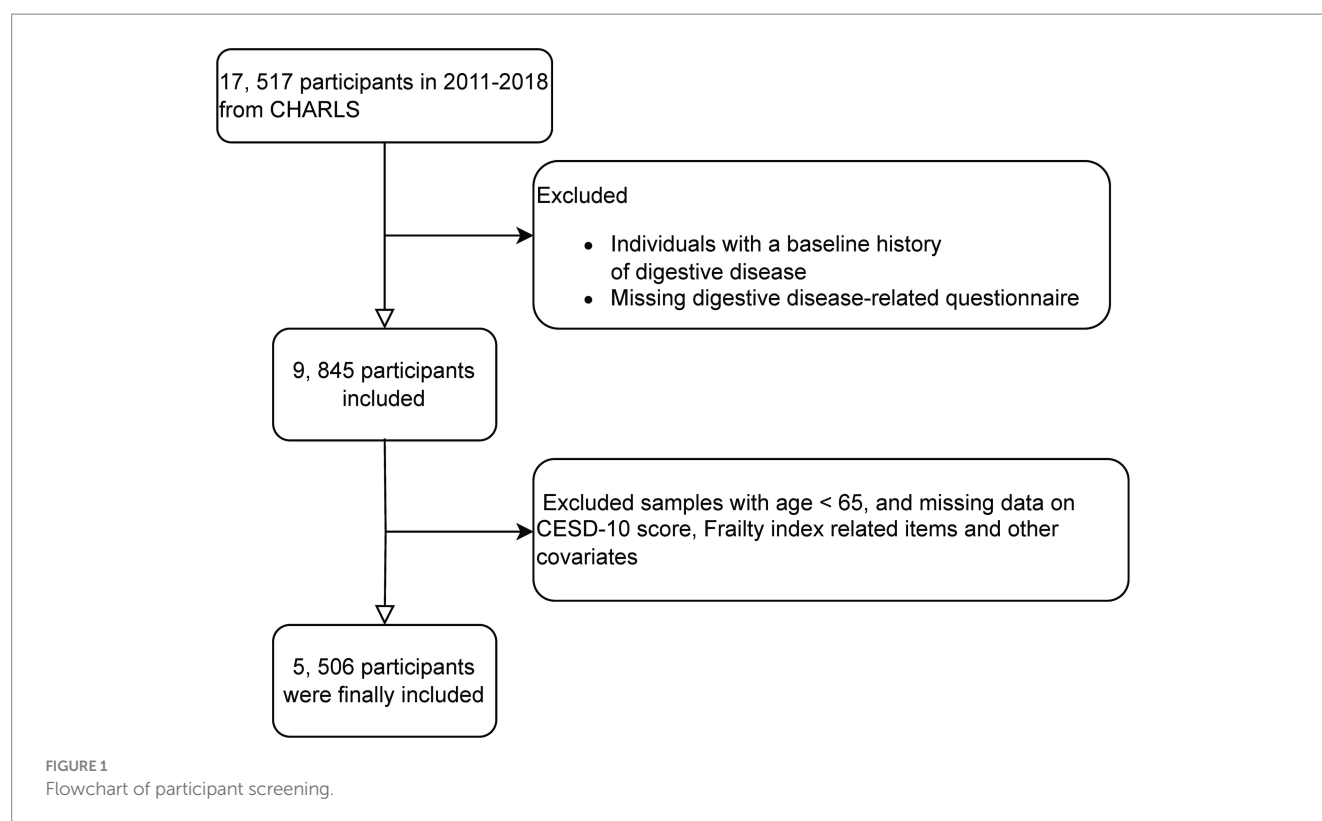 17, 517 participants in 2011-2018
from CHARLS
Excluded
• Individuals with a baseline history
of digestive disease
• Missing digestive disease-related questionnaire
9, 845 participants
included
Excluded samples with age < 65, and missing data on
CESD-10 score, Frailty index related items and other
covariates
5, 506 participants
were finally included
FIGURE 1
Flowchart of participant screening.